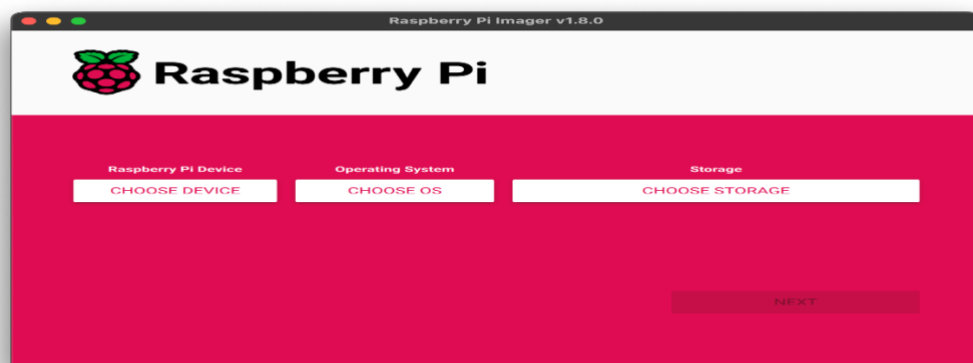 Raspberry Pi Imager v1.8.0
Raspberry Pi
Raspberry Pi Device Operating System Storage
CHOOSE DEVICE CHOOSE OS CHOOSE STORAGE
NEXT